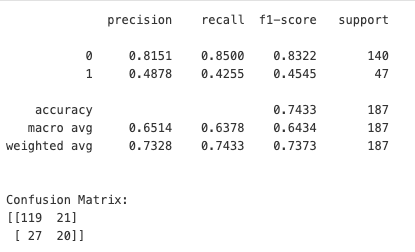 precision recall f1-score support
0 0.8151 0.8500 0.8322 140
1 0.4878 0.4255 0.4545 47
accuracy 0.7433 187
macro avg 0.6514 0.6378 0.6434 187
weighted avg 0.7328 0.7433 0.7373 187
Confusion Matrix:
[[119 21]
[ 27 20]]